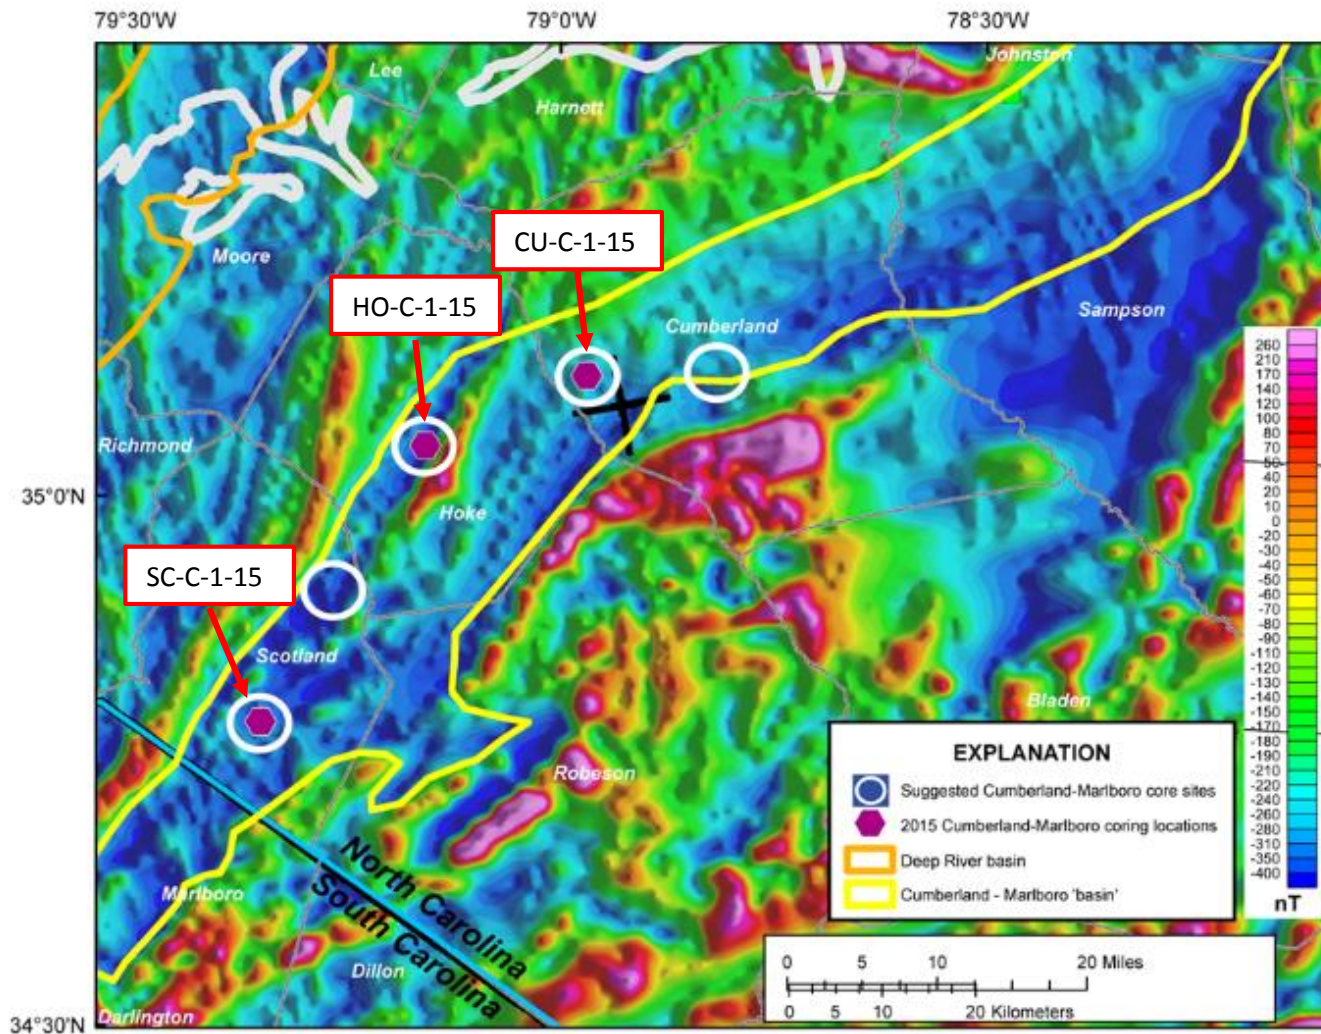 79°30'W 79°0'W 78°30'W
Lee
Johnston
Harnett
CU-C-1-15
Moore
HO-C-1-15
Sampson
Cumberland
Richmond
35°0'N
Hoke
SC-C-1-15
Scotland
Bladen
Robeson
Marlboro
North Carolina
South Carolina
Dillon
Darlington
34°30'N
260
210
170
140
120
100
80
70
50
40
20
10
0
-20
-30
-40
-50
-60
-70
-80
-90
-110
-120
-130
-140
-150
-170
-180
-190
-210
-220
-240
-260
-280
-310
-350
-400
nT
EXPLANATION
Suggested Cumberland-Marlboro core sites
2015 Cumberland-Marlboro coring locations
Deep River basin
Cumberland - Marlboro 'basin'
0 5 10 20 Miles
0 5 10 20 Kilometers